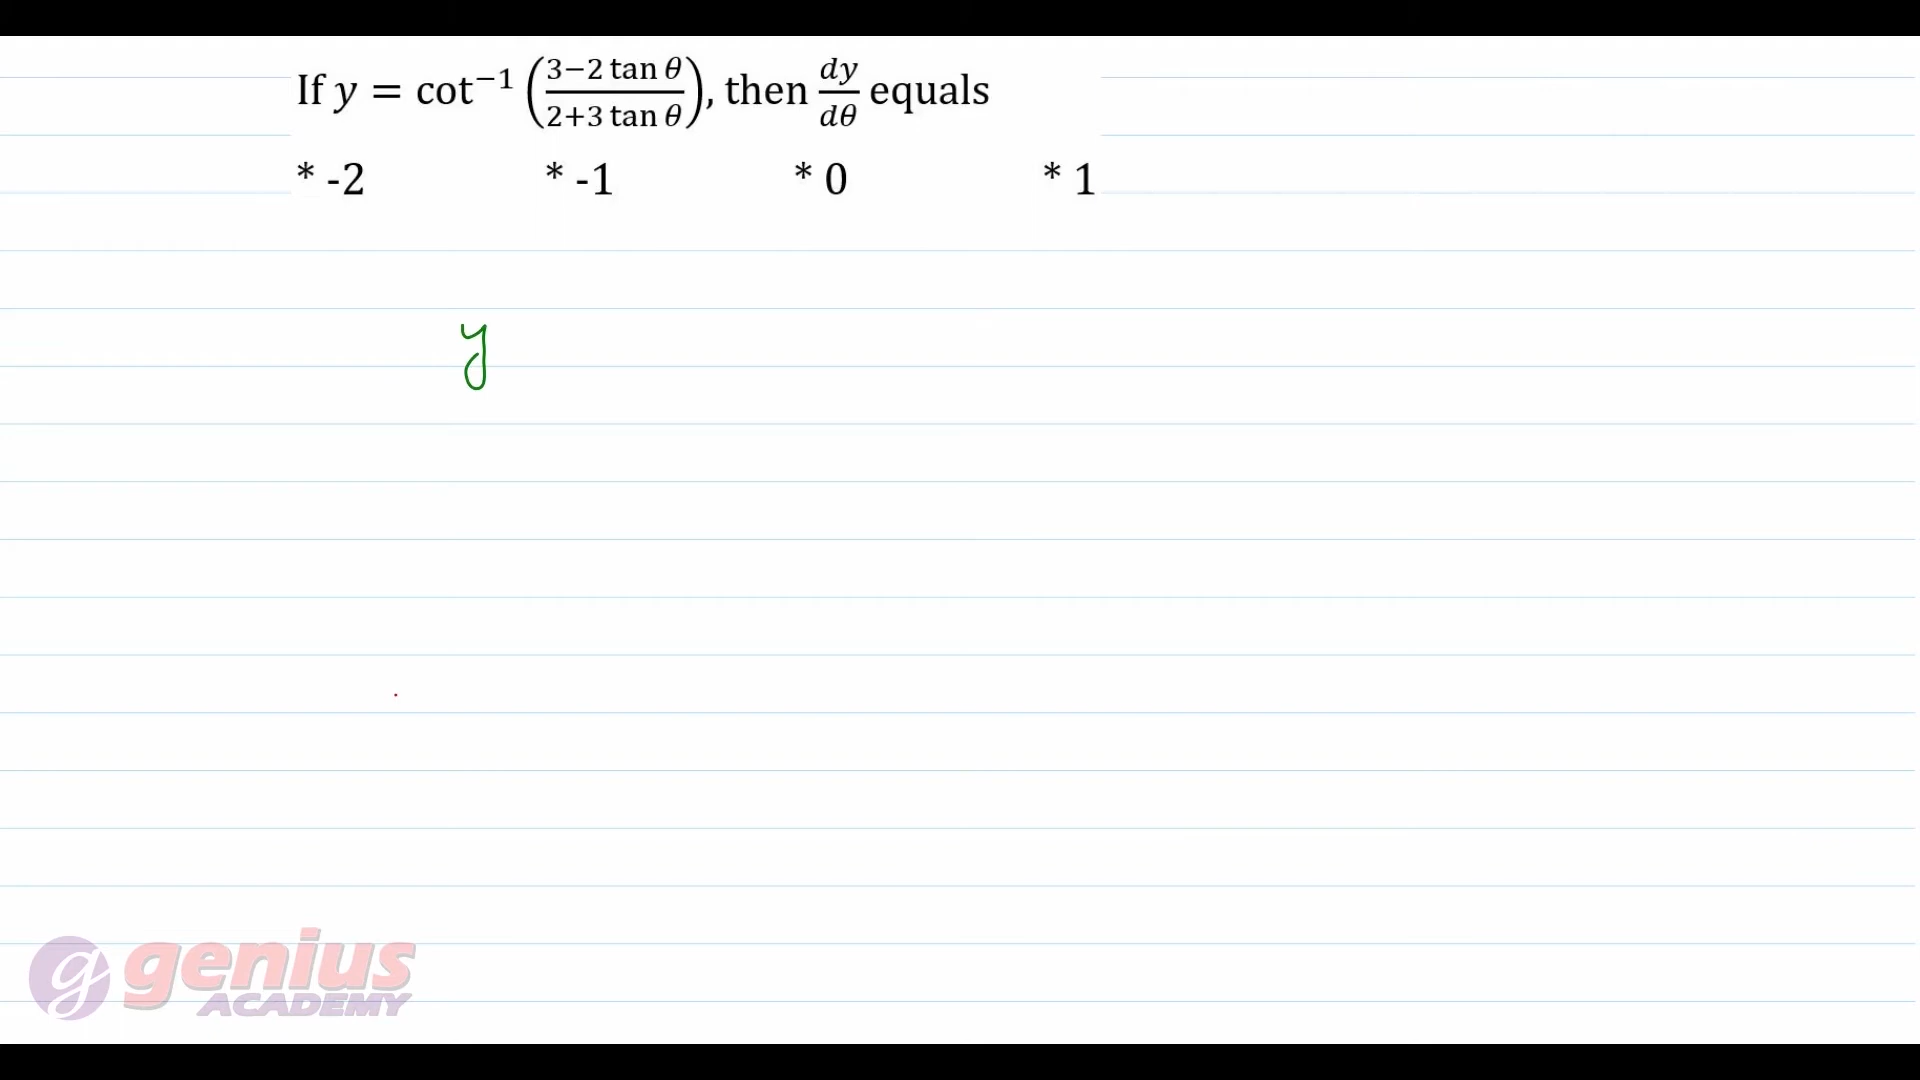 If y = cot⁻¹ (3−2 tan θ / 2+3 tan θ), then dy/dθ equals
* -2 * -1 * 0 * 1
y
genius
ACADEMY